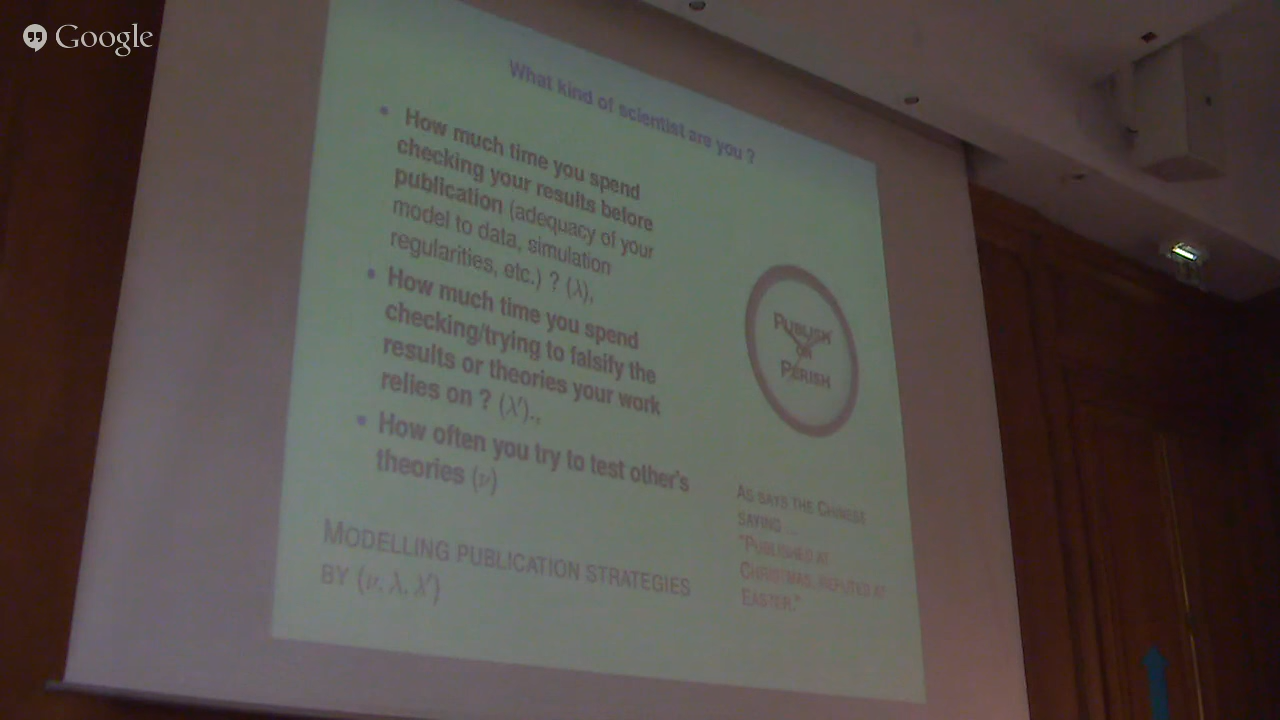 Google
What kind of scientist are you ?
• How much time you spend
checking your results before
publication (adequacy of your
model to data, simulation
regularities, etc.) ? (λ),
• How much time you spend
checking/trying to falsify the
results or theories your work
relies on ? (λ′).,
• How often you try to test other's
theories (ν)
MODELLING PUBLICATION STRATEGIES
BY (ν, λ, λ′)
PUBLISH
OR
PERISH
AS SAYS THE CHINESE
SAYING ...
"PUBLISHED AT
CHRISTMAS, REFUTED AT
EASTER."